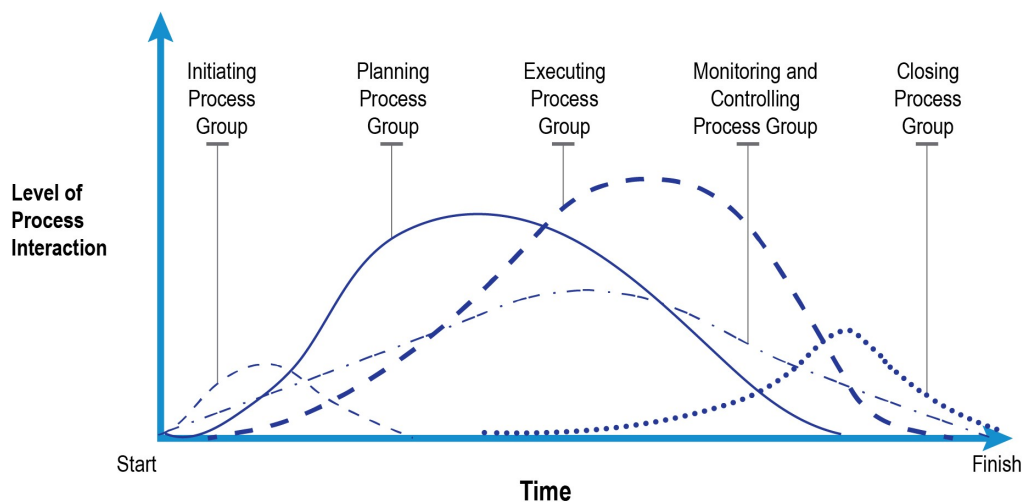 Initiating
Process
Group
Planning
Process
Group
Executing
Process
Group
Monitoring and
Controlling
Process Group
Closing
Process
Group
Level of
Process
Interaction
Start
Finish
Time